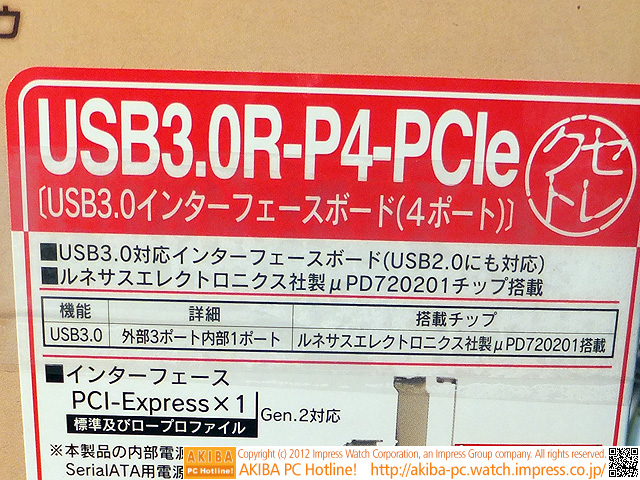 USB3.0R-P4-PCIe
セレクト
〔USB3.0インターフェースボード(4ポート)〕
■USB3.0対応インターフェースボード(USB2.0にも対応)
■ルネサスエレクトロニクス社製μPD720201チップ搭載
機能 詳細 搭載チップ
USB3.0 外部3ポート内部1ポート ルネサスエレクトロニクス社製μPD720201搭載
■インターフェース
PCI-Express×1 Gen.2対応
標準及びロープロファイル
※本製品の内部電源
SerialATA用電源
AKIBA PC Hotline!
Copyright (c) 2012 Impress Watch Corporation, an Impress Group company. All rights reserved.
AKIBA PC Hotline! http://akiba-pc.watch.impress.co.jp/